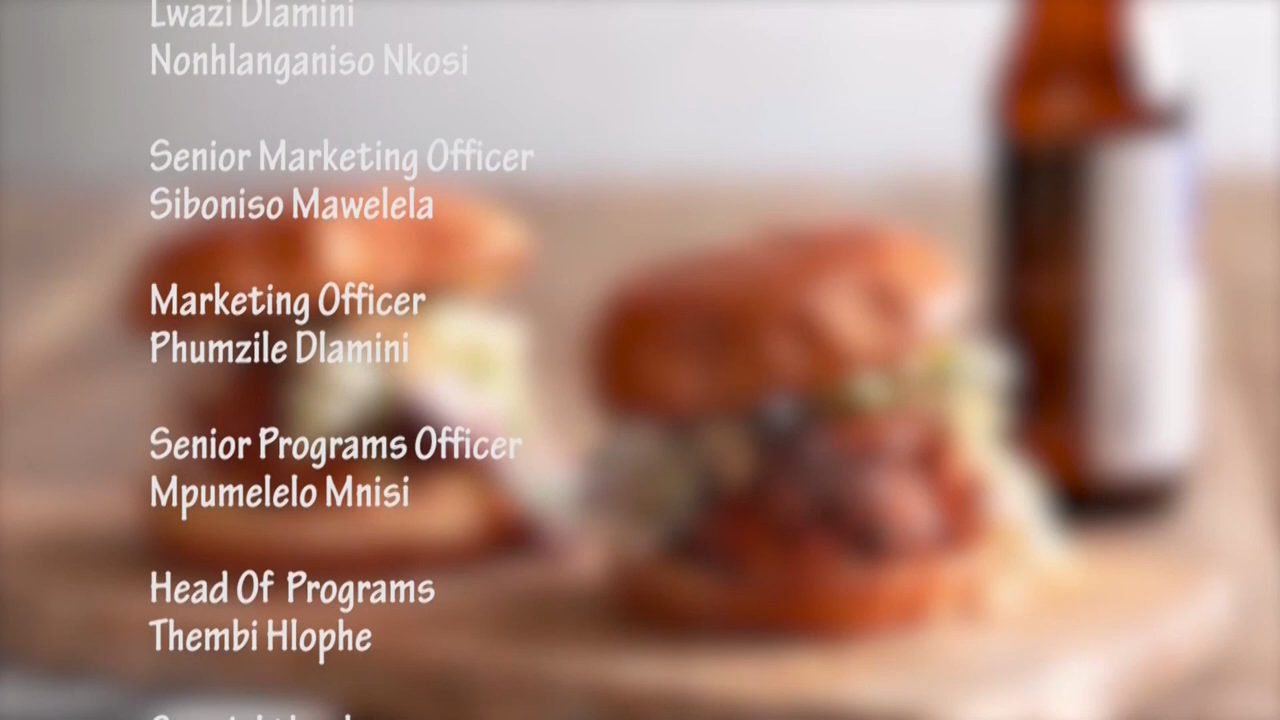 Lwazi Dlamini
Nonhlanganiso Nkosi
Senior Marketing Officer
Siboniso Mawelela
Marketing Officer
Phumzile Dlamini
Senior Programs Officer
Mpumelelo Mnisi
Head Of Programs
Thembi Hlophe